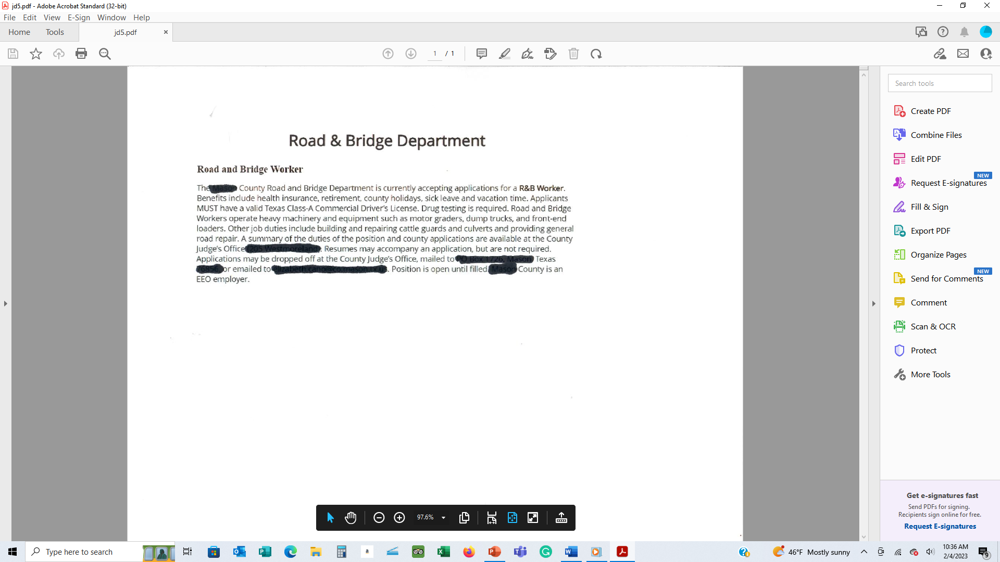 jd5.pdf - Adobe Acrobat Standard (32-bit)
File Edit View E-Sign Window Help
Home Tools jd5.pdf
1 / 1
Search tools
Create PDF
Combine Files
Edit PDF
NEW
Request E-signatures
Fill & Sign
Export PDF
Organize Pages
NEW
Send for Comments
Comment
Scan & OCR
Protect
More Tools
Get e-signatures fast
Send PDFs for signing.
Recipients sign online for free.
Request E-signatures
Road & Bridge Department
Road and Bridge Worker
The County Road and Bridge Department is currently accepting applications for a R&B Worker.
Benefits include health insurance, retirement, county holidays, sick leave and vacation time. Applicants
MUST have a valid Texas Class-A Commercial Driver's License. Drug testing is required. Road and Bridge
Workers operate heavy machinery and equipment such as motor graders, dump trucks, and front-end
loaders. Other job duties include building and repairing cattle guards and culverts and providing general
road repair. A summary of the duties of the position and county applications are available at the County
Judge's Office . Resumes may accompany an application, but are not required.
Applications may be dropped off at the County Judge's Office, mailed to Texas
or emailed to . Position is open until filled. County is an
EEO employer.
97.6%
Type here to search
46°F Mostly sunny
10:36 AM
2/4/2023
9